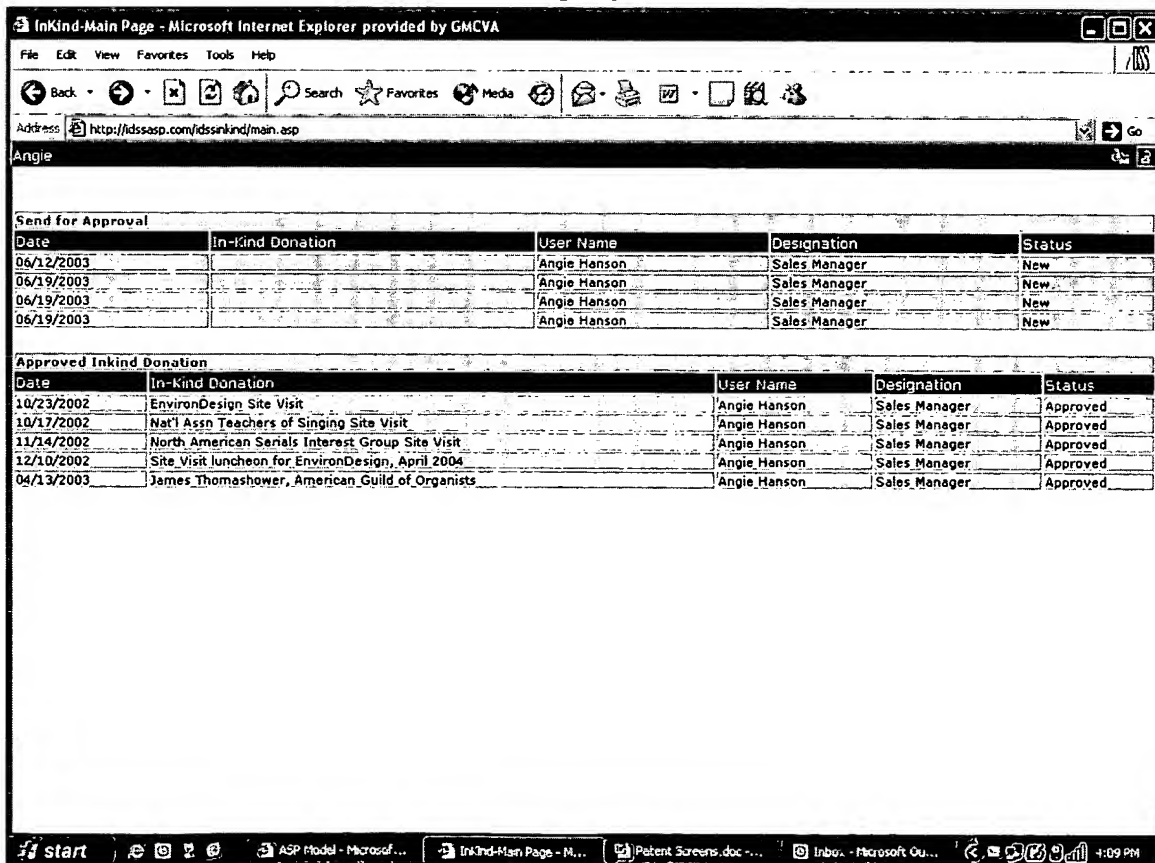 InKind-Main Page - Microsoft Internet Explorer provided by GMCVA
File Edit View Favorites Tools Help
Back Search Favorites Media
Address http://idssasp.com/idssinkind/main.asp Go
Angie
Send for Approval
Date In-Kind Donation User Name Designation Status
06/12/2003 Angie Hanson Sales Manager New
06/19/2003 Angie Hanson Sales Manager New
06/19/2003 Angie Hanson Sales Manager New
06/19/2003 Angie Hanson Sales Manager New
Approved Inkind Donation
Date In-Kind Donation User Name Designation Status
10/23/2002 EnvironDesign Site Visit Angie Hanson Sales Manager Approved
10/17/2002 Nat'l Assn Teachers of Singing Site Visit Angie Hanson Sales Manager Approved
11/14/2002 North American Serials Interest Group Site Visit Angie Hanson Sales Manager Approved
12/10/2002 Site Visit luncheon for EnvironDesign, April 2004 Angie Hanson Sales Manager Approved
04/13/2003 James Thomashower, American Guild of Organists Angie Hanson Sales Manager Approved
start ASP Model - Microsof... InKind-Main Page - M... Patent Screens.doc -... Inbox - Microsoft Ou... 4:09 PM